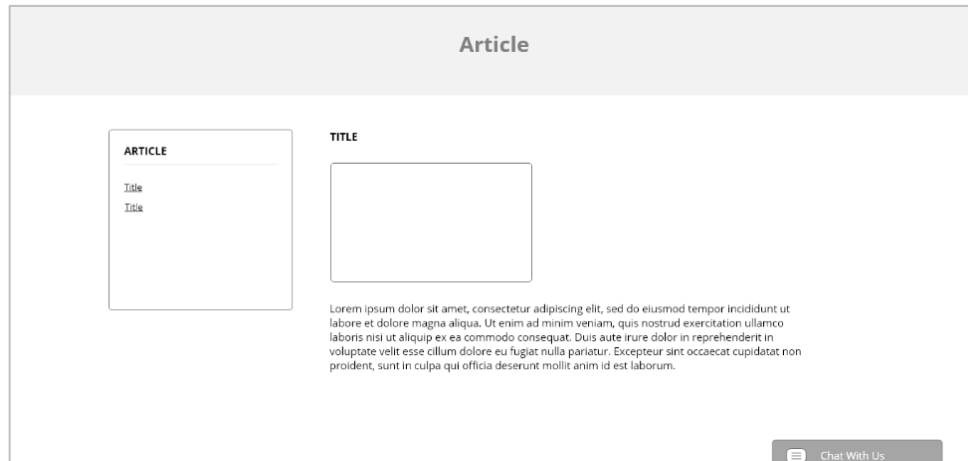 Article
ARTICLE
Title
Title
TITLE
Lorem ipsum dolor sit amet, consectetur adipiscing elit, sed do eiusmod tempor incididunt ut
labore et dolore magna aliqua. Ut enim ad minim veniam, quis nostrud exercitation ullamco
laboris nisi ut aliquip ex ea commodo consequat. Duis aute irure dolor in reprehenderit in
voluptate velit esse cillum dolore eu fugiat nulla pariatur. Excepteur sint occaecat cupidatat non
proident, sunt in culpa qui officia deserunt mollit anim id est laborum.
Chat With Us